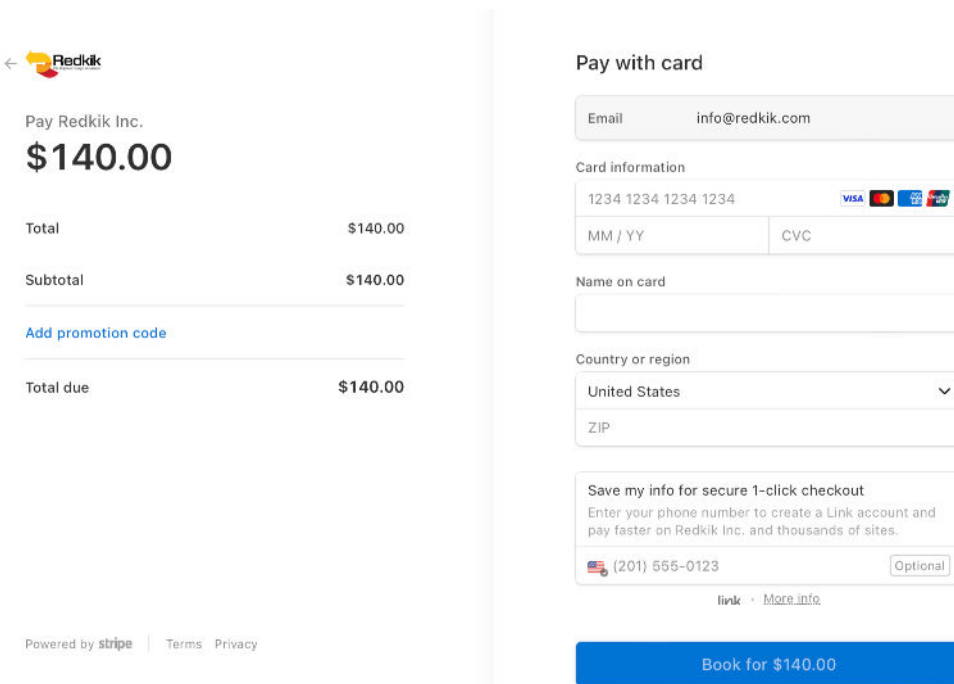 Redkik
Pay Redkik Inc.
$140.00
Total $140.00
Subtotal $140.00
Add promotion code
Total due $140.00
Powered by stripe Terms Privacy
Pay with card
Email info@redkik.com
Card information
1234 1234 1234 1234 VISA
MM / YY CVC
Name on card
Country or region
United States
ZIP
Save my info for secure 1-click checkout
Enter your phone number to create a Link account and
pay faster on Redkik Inc. and thousands of sites.
(201) 555-0123 Optional
link · More info
Book for $140.00